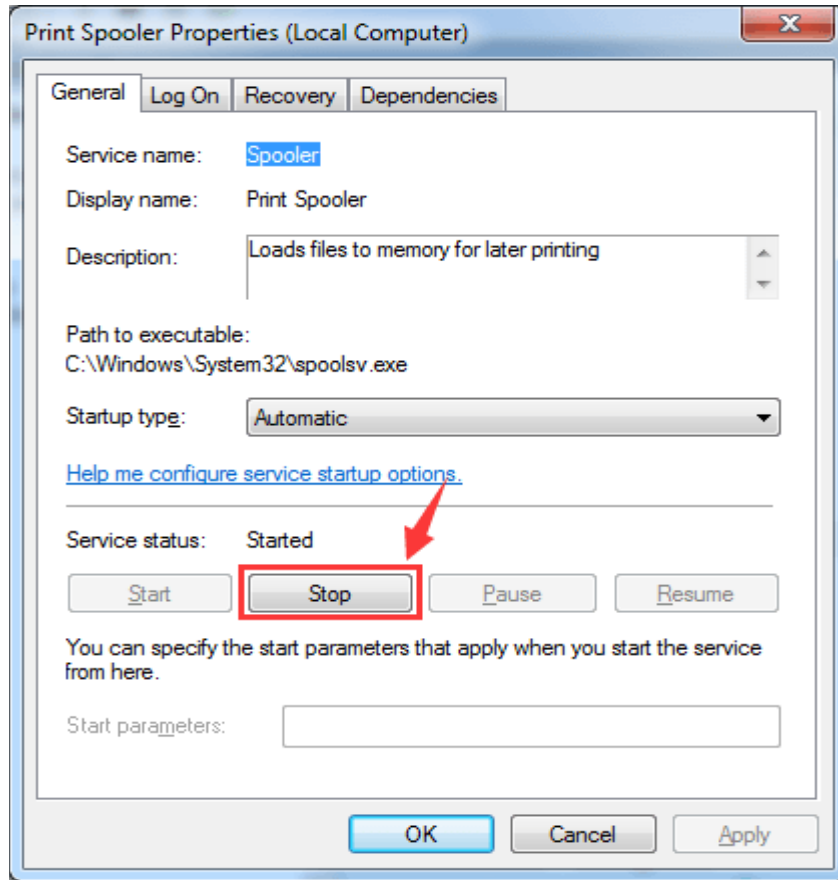 Print Spooler Properties (Local Computer)
General Log On Recovery Dependencies
Service name: Spooler
Display name: Print Spooler
Description: Loads files to memory for later printing
Path to executable:
C:\Windows\System32\spoolsv.exe
Startup type: Automatic
Help me configure service startup options.
Service status: Started
Start Stop Pause Resume
You can specify the start parameters that apply when you start the service
from here.
Start parameters:
OK Cancel Apply